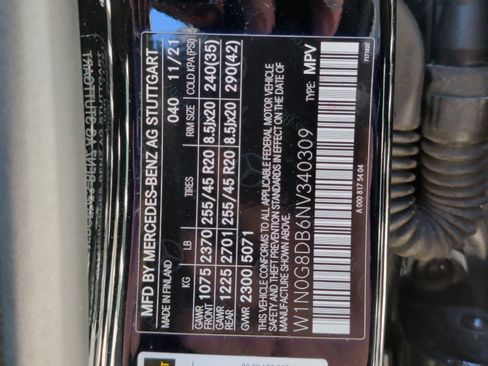 MFD BY MERCEDES-BENZ AG STUTTGART
MADE IN FINLAND 040 11/21
KG LB TIRES RIM SIZE COLD KPA (PSI)
GAWR FRONT 1075 2370 255/45 R20 8.5Jx20 240(35)
GAWR REAR 1225 2701 255/45 R20 8.5Jx20 290(42)
GVWR 2300 5071
THIS VEHICLE CONFORMS TO ALL APPLICABLE FEDERAL MOTOR VEHICLE
SAFETY AND THEFT PREVENTION STANDARDS IN EFFECT ON THE DATE OF
MANUFACTURE SHOWN ABOVE.
W1N0G8DB6NV340309 TYPE: MPV
A 000 817 54 04